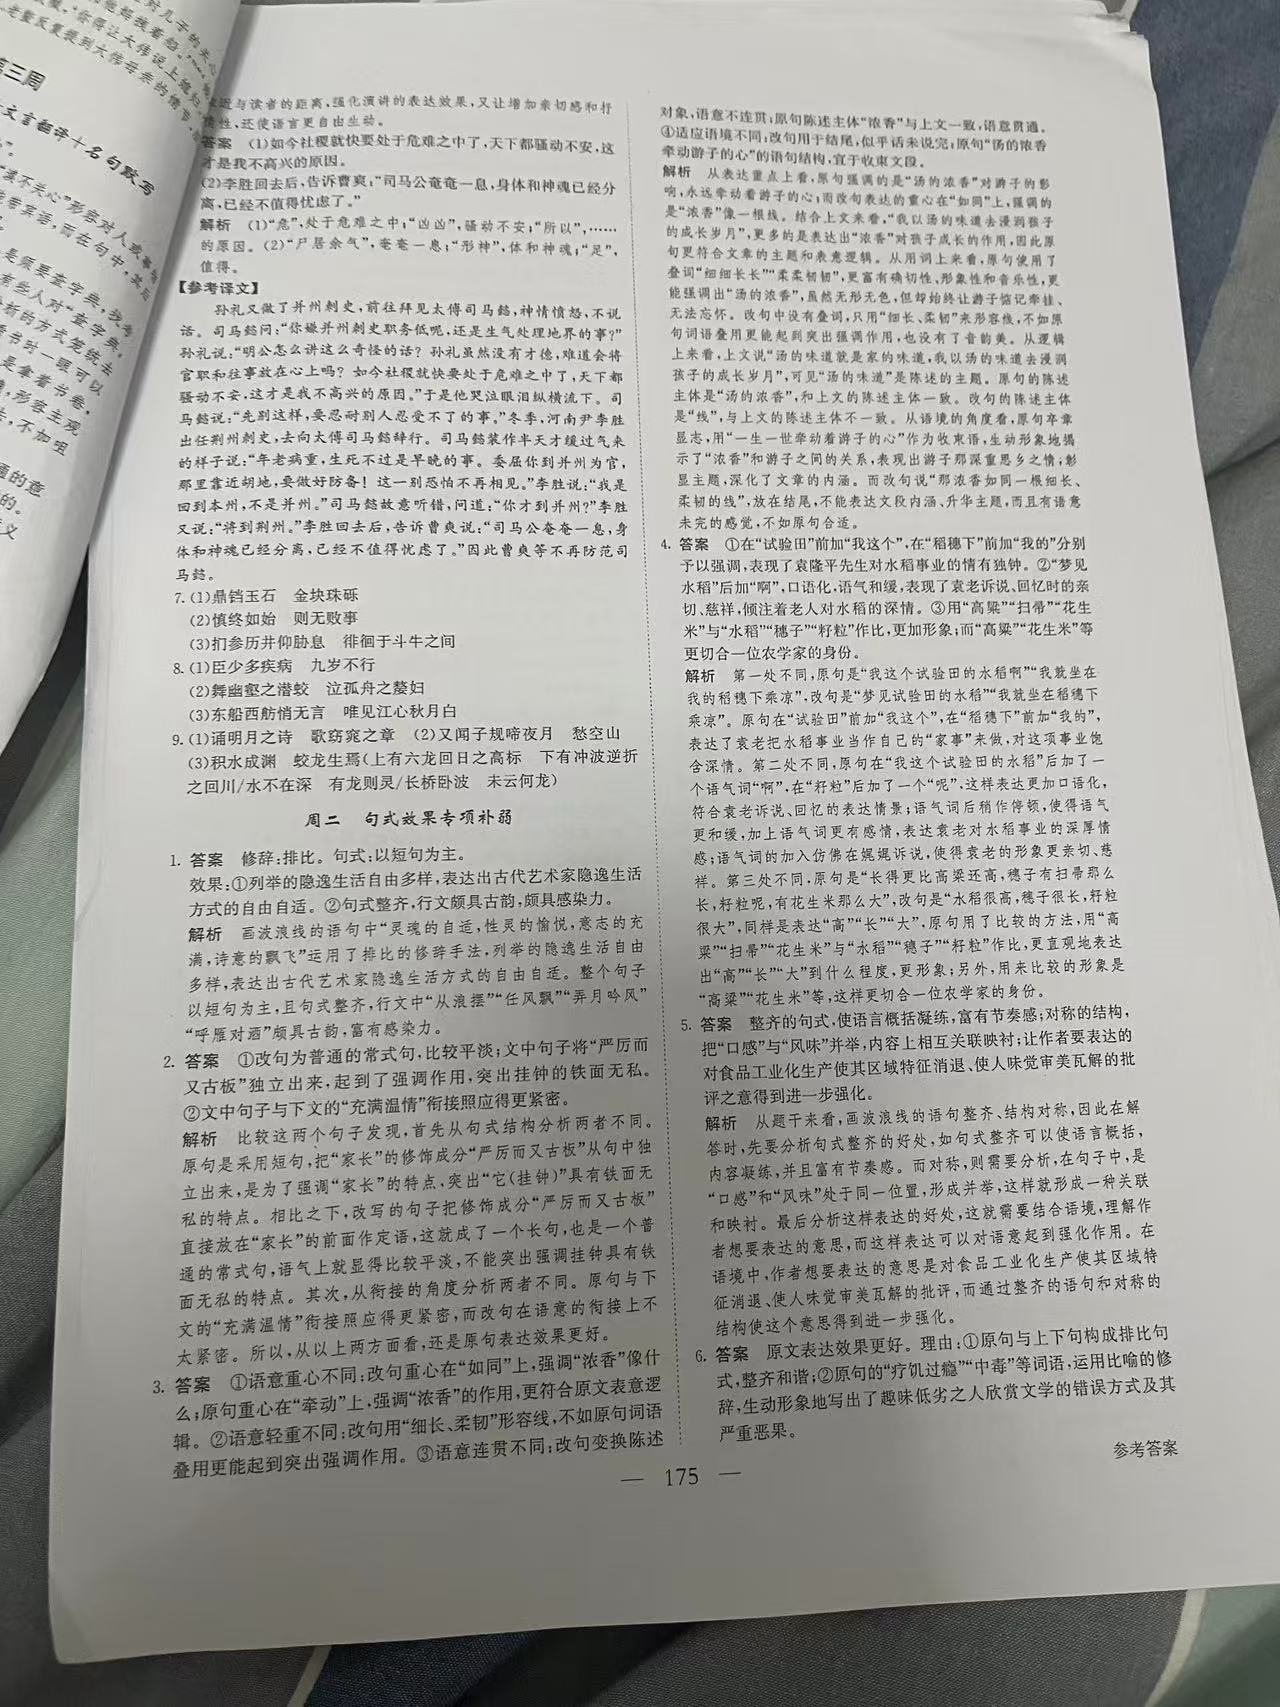 第三周
文言翻译＋名句默写
近与读者的距离,强化演讲的表达效果,又让增加亲切感和抒
性,还使语言更自由生动。
答案 (1)如今社稷就快要处于危难之中了,天下都骚动不安,这
才是我不高兴的原因。
(2)李胜回去后,告诉曹爽:“司马公奄奄一息,身体和神魂已经分
离,已经不值得忧虑了。”
解析 (1)“危”,处于危难之中;“凶凶”,骚动不安;“所以”,……
的原因。(2)“尸居余气”,奄奄一息;“形神”,体和神魂;“足”,
值得。
【参考译文】
孙礼又做了并州刺史,前往拜见太傅司马懿,神情愤怒,不说
话。司马懿问:“你嫌并州刺史职务低呢,还是生气处理地界的事?”
孙礼说:“明公怎么讲这么奇怪的话?孙礼虽然没有才德,难道会将
官职和往事放在心上吗?如今社稷就快要处于危难之中了,天下都
骚动不安,这才是我不高兴的原因。”于是他哭泣眼泪纵横流下。司
马懿说:“先别这样,要忍耐别人忍受不了的事。”冬季,河南尹李胜
出任荆州刺史,去向太傅司马懿辞行。司马懿装作半天才缓过气来
的样子说:“年老病重,生死不过是早晚的事。委屈你到并州为官,
那里靠近胡地,要做好防备!这一别恐怕不再相见。”李胜说:“我是
回到本州,不是并州。”司马懿故意听错,问道:“你才到并州?”李胜
又说:“将到荆州。”李胜回去后,告诉曹爽说:“司马公奄奄一息,身
体和神魂已经分离,已经不值得忧虑了。”因此曹爽等不再防范司
马懿。
7. (1)鼎铛玉石 金块珠砾
(2)慎终如始 则无败事
(3)扪参历井仰胁息 徘徊于斗牛之间
8. (1)臣少多疾病 九岁不行
(2)舞幽壑之潜蛟 泣孤舟之嫠妇
(3)东船西舫悄无言 唯见江心秋月白
9. (1)诵明月之诗 歌窈窕之章 (2)又闻子规啼夜月 愁空山
(3)积水成渊 蛟龙生焉(上有六龙回日之高标 下有冲波逆折
之回川/水不在深 有龙则灵/长桥卧波 未云何龙)
周二 句式效果专项补弱
1. 答案 修辞:排比。句式:以短句为主。
效果:①列举的隐逸生活自由多样,表达出古代艺术家隐逸生活
方式的自由自适。②句式整齐,行文颇具古韵,颇具感染力。
解析 画波浪线的语句中“灵魂的自适,性灵的愉悦,意志的充
满,诗意的飘飞”运用了排比的修辞手法,列举的隐逸生活自由
多样,表达出古代艺术家隐逸生活方式的自由自适。整个句子
以短句为主,且句式整齐,行文中“从浪摆”“任风飘”“弄月吟风”
“呼雁对酒”颇具古韵,富有感染力。
2. 答案 ①改句为普通的常式句,比较平淡;文中句子将“严厉而
又古板”独立出来,起到了强调作用,突出挂钟的铁面无私。
②文中句子与下文的“充满温情”衔接照应得更紧密。
解析 比较这两个句子发现,首先从句式结构分析两者不同。
原句是采用短句,把“家长”的修饰成分“严厉而又古板”从句中独
立出来,是为了强调“家长”的特点,突出“它(挂钟)”具有铁面无
私的特点。相比之下,改写的句子把修饰成分“严厉而又古板”
直接放在“家长”的前面作定语,这就成了一个长句,也是一个普
通的常式句,语气上就显得比较平淡,不能突出强调挂钟具有铁
面无私的特点。其次,从衔接的角度分析两者不同。原句与下
文的“充满温情”衔接照应得更紧密,而改句在语意的衔接上不
太紧密。所以,从以上两方面看,还是原句表达效果更好。
3. 答案 ①语意重心不同:改句重心在“如同”上,强调“浓香”像什
么;原句重心在“牵动”上,强调“浓香”的作用,更符合原文表意逻
辑。②语意轻重不同:改句用“细长、柔韧”形容线,不如原句词语
叠用更能起到突出强调作用。③语意连贯不同:改句变换陈述
对象,语意不连贯;原句陈述主体“浓香”与上文一致,语意贯通。
④适应语境不同:改句用于结尾,似乎话未说完;原句“汤的浓香
牵动游子的心”的语句结构,宜于收束文段。
解析 从表达重点上看,原句强调的是“汤的浓香”对游子的影
响,永远牵动着游子的心;而改句表达的重心在“如同”上,强调的
是“浓香”像一根线。结合上文来看,“我以汤的味道去浸润孩子
的成长岁月”,更多的是表达出“浓香”对孩子成长的作用,因此原
句更符合文章的主题和表意逻辑。从用词上来看,原句使用了
叠词“细细长长”“柔柔韧韧”,更富有确切性、形象性和音乐性,更
能强调出“汤的浓香”,虽然无形无色,但却始终让游子惦记牵挂、
无法忘怀。改句中没有叠词,只用“细长、柔韧”来形容线,不如原
句词语叠用更能起到突出强调作用,也没有了音韵美。从逻辑
上来看,上文说“汤的味道就是家的味道,我以汤的味道去浸润
孩子的成长岁月”,可见“汤的味道”是陈述的主题。原句的陈述
主体是“汤的浓香”,和上文的陈述主体一致。改句的陈述主体
是“线”,与上文的陈述主体不一致。从语境的角度看,原句卒章
显志,用“一生一世牵动着游子的心”作为收束语,生动形象地揭
示了“浓香”和游子之间的关系,表现出游子那深重思乡之情;彰
显主题,深化了文章的内涵。而改句说“那浓香如同一根细长、
柔韧的线”,放在结尾,不能表达文段内涵、升华主题,而且有语意
未完的感觉,不如原句合适。
4. 答案 ①在“试验田”前加“我这个”,在“稻穗下”前加“我的”分别
予以强调,表现了袁隆平先生对水稻事业的情有独钟。②“梦见
水稻”后加“啊”,口语化,语气和缓,表现了袁老诉说、回忆时的亲
切、慈祥,倾注着老人对水稻的深情。③用“高粱”“扫帚”“花生
米”与“水稻”“穗子”“籽粒”作比,更加形象;而“高粱”“花生米”等
更切合一位农学家的身份。
解析 第一处不同,原句是“我这个试验田的水稻啊”“我就坐在
我的稻穗下乘凉”,改句是“梦见试验田的水稻”“我就坐在稻穗下
乘凉”。原句在“试验田”前加“我这个”,在“稻穗下”前加“我的”,
表达了袁老把水稻事业当作自己的“家事”来做,对这项事业饱
含深情。第二处不同,原句在“我这个试验田的水稻”后加了一
个语气词“啊”,在“籽粒”后加了一个“呢”,这样表达更加口语化,
符合袁老诉说、回忆的表达情景;语气词后稍作停顿,使得语气
更和缓,加上语气词更有感情,表达袁老对水稻事业的深厚情
感;语气词的加入仿佛在娓娓诉说,使得袁老的形象更亲切、慈
祥。第三处不同,原句是“长得更比高粱还高,穗子有扫帚那么
长,籽粒呢,有花生米那么大”,改句是“水稻很高,穗子很长,籽粒
很大”,同样是表达“高”“长”“大”,原句用了比较的方法,用“高
粱”“扫帚”“花生米”与“水稻”“穗子”“籽粒”作比,更直观地表达
出“高”“长”“大”到什么程度,更形象;另外,用来比较的形象是
“高粱”“花生米”等,这样更切合一位农学家的身份。
5. 答案 整齐的句式,使语言概括凝练,富有节奏感;对称的结构,
把“口感”与“风味”并举,内容上相互关联映衬;让作者要表达的
对食品工业化生产使其区域特征消退、使人味觉审美瓦解的批
评之意得到进一步强化。
解析 从题干来看,画波浪线的语句整齐、结构对称,因此在解
答时,先要分析句式整齐的好处,如句式整齐可以使语言概括,
内容凝练,并且富有节奏感。而对称,则需要分析,在句子中,是
“口感”和“风味”处于同一位置,形成并举,这样就形成一种关联
和映衬。最后分析这样表达的好处,这就需要结合语境,理解作
者想要表达的意思,而这样表达可以对语意起到强化作用。在
语境中,作者想要表达的意思是对食品工业化生产使其区域特
征消退、使人味觉审美瓦解的批评,而通过整齐的语句和对称的
结构使这个意思得到进一步强化。
6. 答案 原文表达效果更好。理由:①原句与上下句构成排比句
式,整齐和谐;②原句的“疗饥过瘾”“中毒”等词语,运用比喻的修
辞,生动形象地写出了趣味低劣之人欣赏文学的错误方式及其
严重恶果。
参考答案
— 175 —